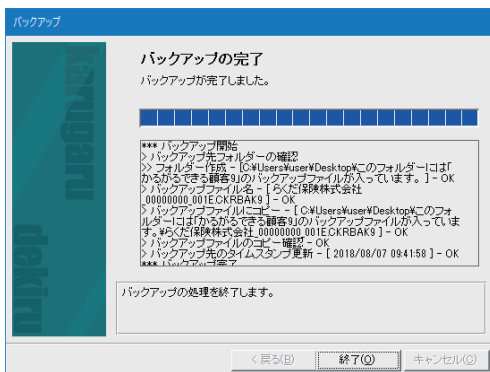 バックアップ
karugaru
dekiru
バックアップの完了
バックアップが完了しました。
*** バックアップ開始
> バックアップ先フォルダーの確認
>> フォルダー作成 - [C:¥Users¥user¥Desktop¥このフォルダーには「
かるがるできる顧客9」のバックアップファイルが入っています。] - OK
> バックアップファイル名 - [らくだ保険株式会社
_00000000_001E.CKRBAK9 ] - OK
> バックアップファイルにコピー - [ C:¥Users¥user¥Desktop¥このフォ
ルダーには「かるがるできる顧客9」のバックアップファイルが入っていま
す。¥らくだ保険株式会社_00000000_001E.CKRBAK9 ] - OK
> バックアップファイルのコピー確認 - OK
> バックアップ先のタイムスタンプ更新 - [ 2018/08/07 09:41:58 ] - OK
*** バックアップ完了
バックアップの処理を終了します。
< 戻る(B)
終了(O)
キャンセル(C)